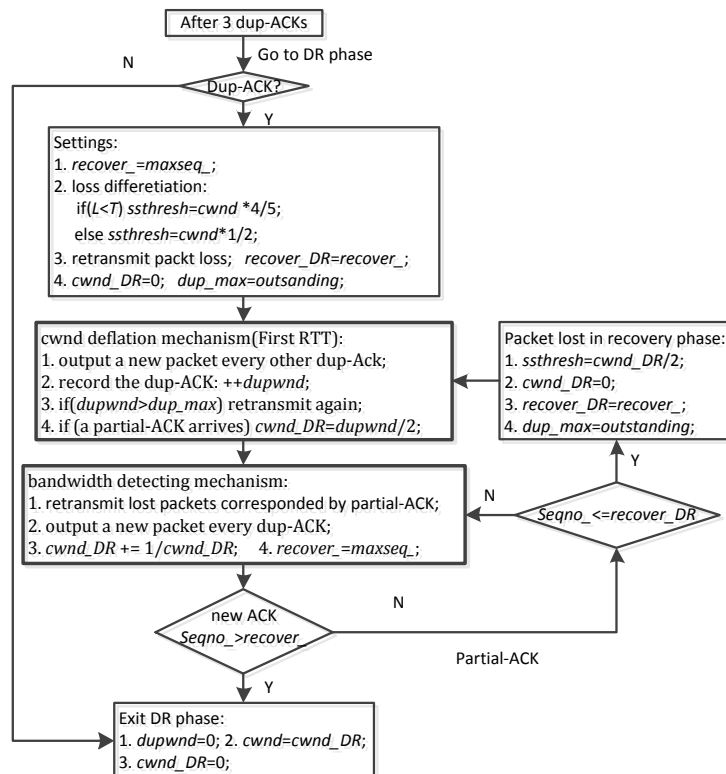 After 3 dup-ACKs
Go to DR phase
N
Dup-ACK?
Y
Settings:
1. recover_=maxseq_;
2. loss differetiation:
if(L<T) ssthresh=cwnd *4/5;
else ssthresh=cwnd*1/2;
3. retransmit packt loss; recover_DR=recover_;
4. cwnd_DR=0; dup_max=outsanding;
cwnd deflation mechanism(First RTT):
1. output a new packet every other dup-Ack;
2. record the dup-ACK: ++dupwnd;
3. if(dupwnd>dup_max) retransmit again;
4. if (a partial-ACK arrives) cwnd_DR=dupwnd/2;
Packet lost in recovery phase:
1. ssthresh=cwnd_DR/2;
2. cwnd_DR=0;
3. recover_DR=recover_;
4. dup_max=outstanding;
Y
bandwidth detecting mechanism:
1. retransmit lost packets corresponded by partial-ACK;
2. output a new packet every dup-ACK;
3. cwnd_DR += 1/cwnd_DR; 4. recover_=maxseq_;
N
Seqno_<=recover_DR
new ACK
Seqno_>recover_
N
Partial-ACK
Y
Exit DR phase:
1. dupwnd=0; 2. cwnd=cwnd_DR;
3. cwnd_DR=0;